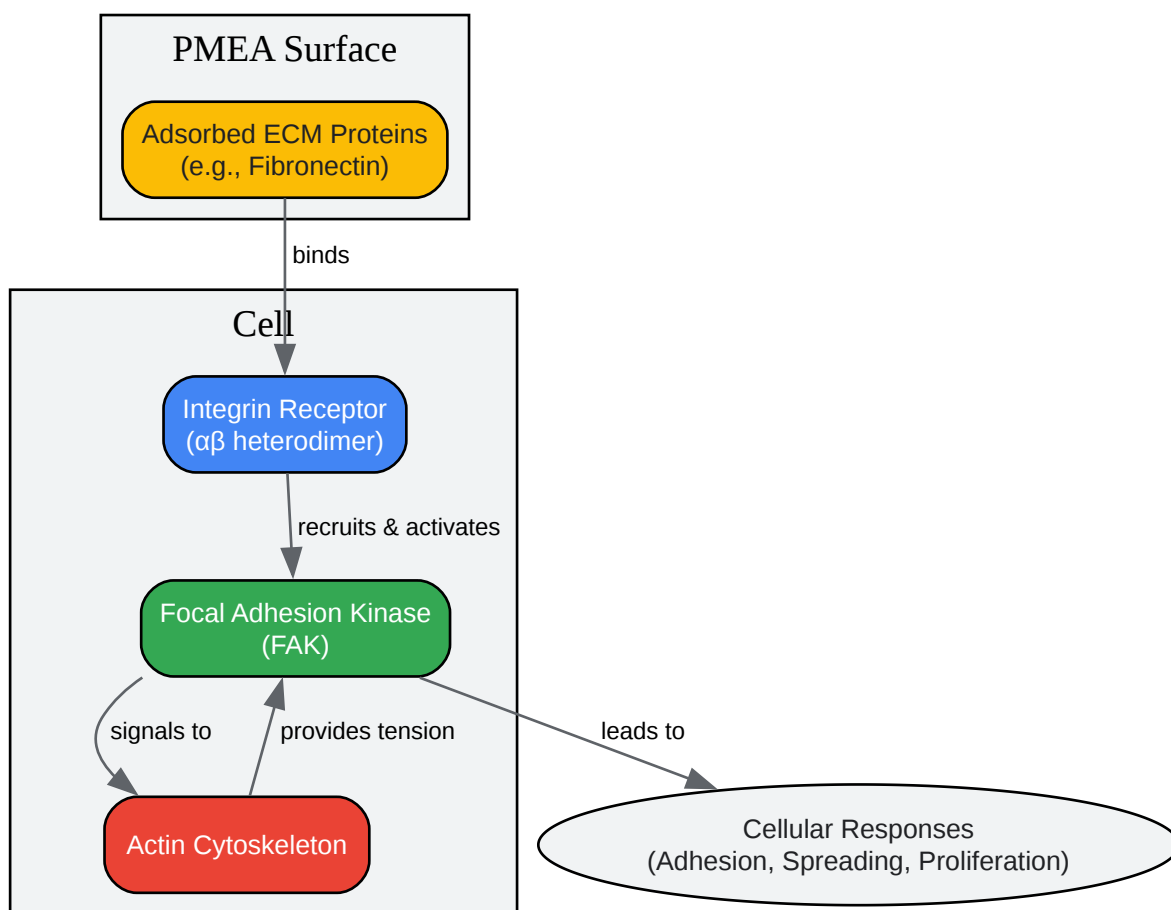 PMEA Surface
Adsorbed ECM Proteins
(e.g., Fibronectin)
binds
Cell
Integrin Receptor
(αβ heterodimer)
recruits & activates
Focal Adhesion Kinase
(FAK)
signals to
provides tension
leads to
Actin Cytoskeleton
Cellular Responses
(Adhesion, Spreading, Proliferation)